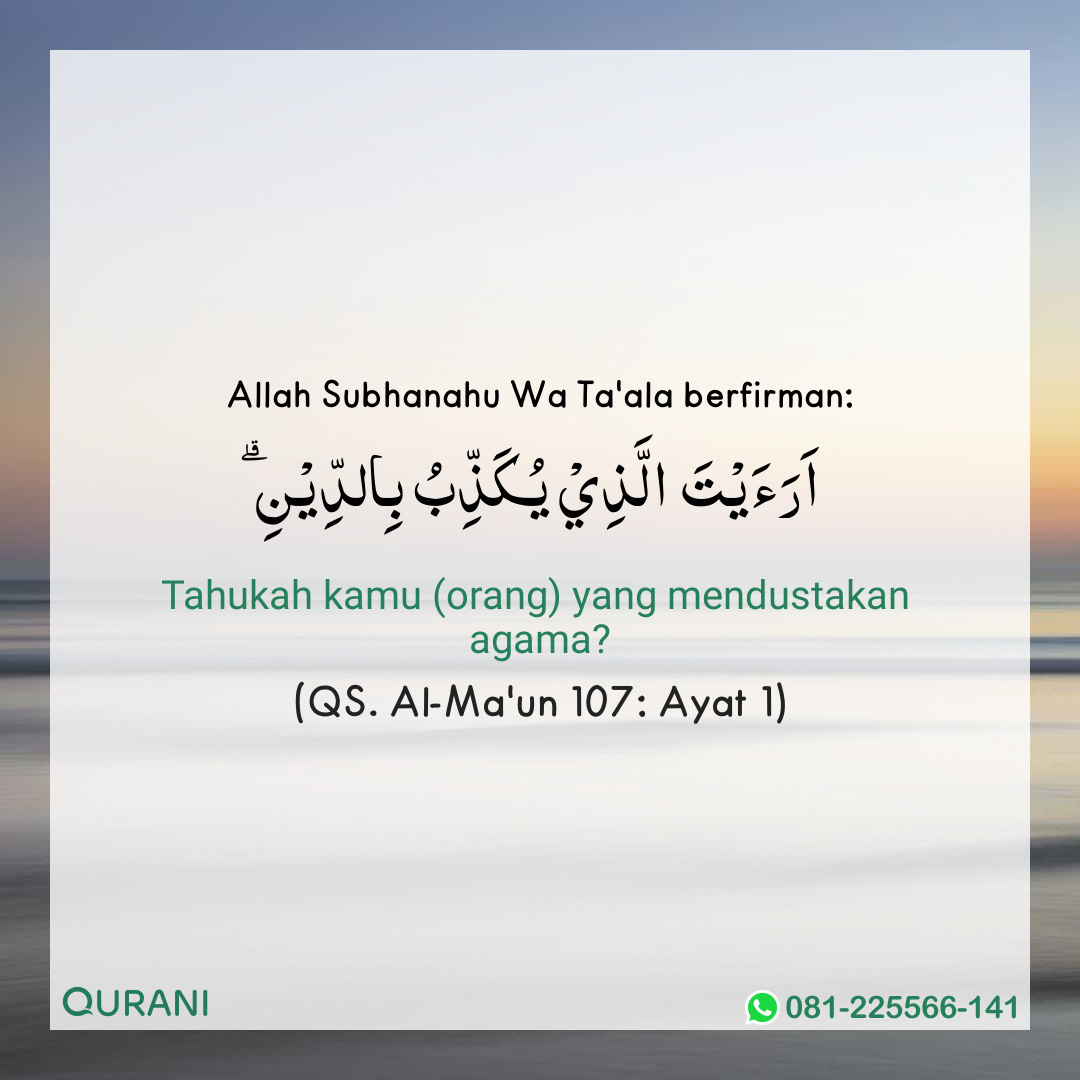 Allah Subhanahu Wa Ta'ala berfirman:
اَرَءَيْتَ الَّذِيْ يُكَذِّبُ بِالدِّيْنِۗ
Tahukah kamu (orang) yang mendustakan
agama?
(QS. Al-Ma'un 107: Ayat 1)
QURANI
081-225566-141